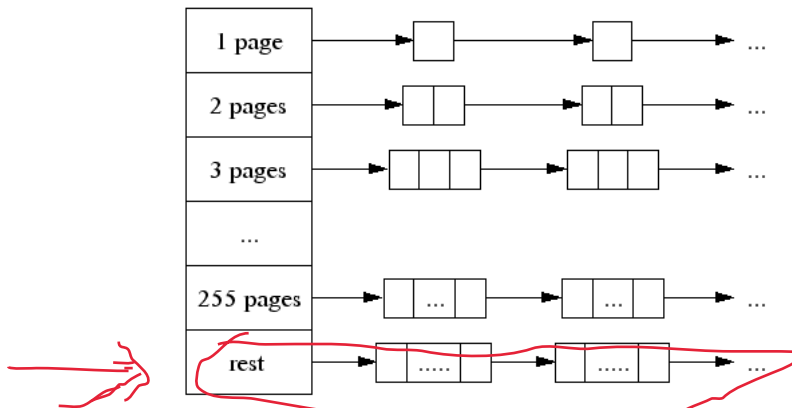 1 page ...
2 pages ...
3 pages ...
...
255 pages ... ... ...
rest ..... ..... ...